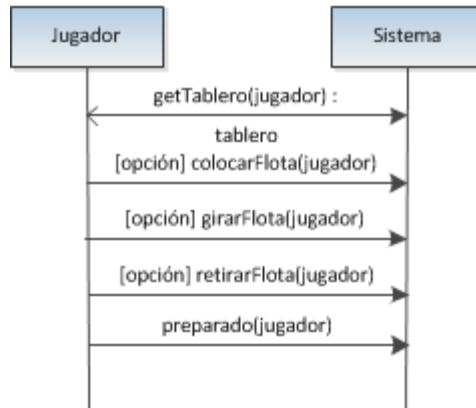 Jugador
Sistema
getTablero(jugador) :
tablero
[opción] colocarFlota(jugador)
[opción] girarFlota(jugador)
[opción] retirarFlota(jugador)
preparado(jugador)